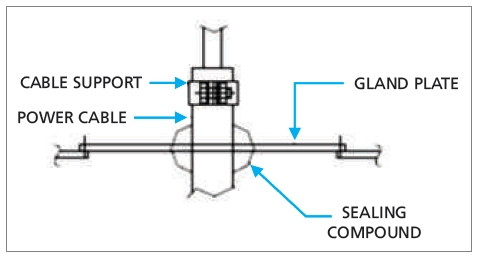 CABLE SUPPORT
GLAND PLATE
POWER CABLE
SEALING
COMPOUND